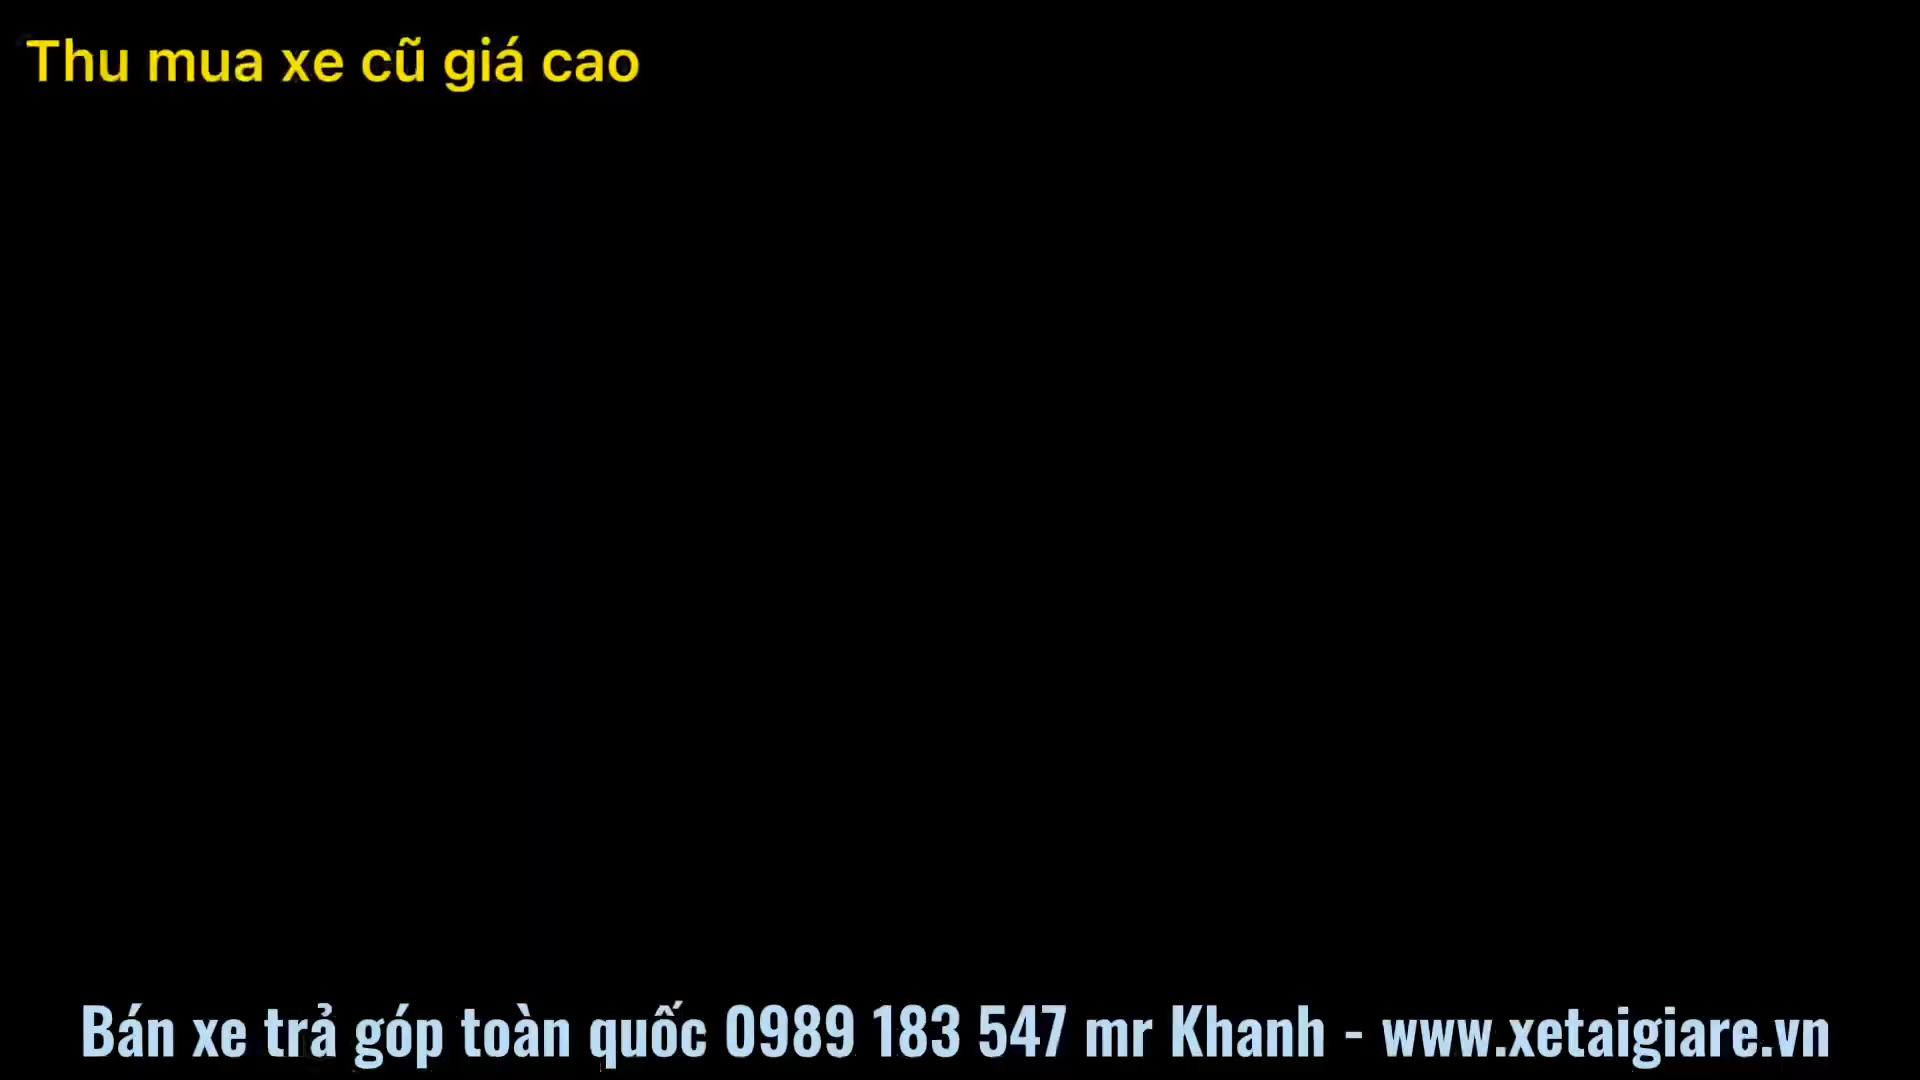 Thu mua xe cũ giá cao
Bán xe trả góp toàn quốc 0989 183 547 mr Khanh - www.xetaigiare.vn